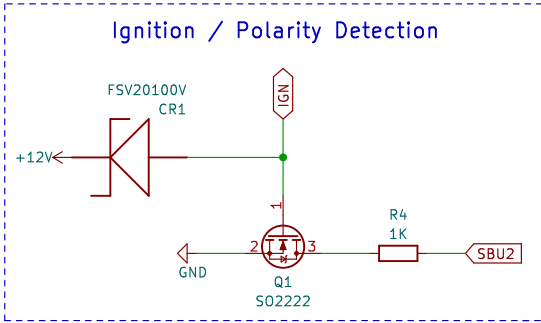 Ignition / Polarity Detection
FSV20100V
CR1
IGN
+12V
1
R4
1K
2
3
SBU2
GND
Q1
SO2222